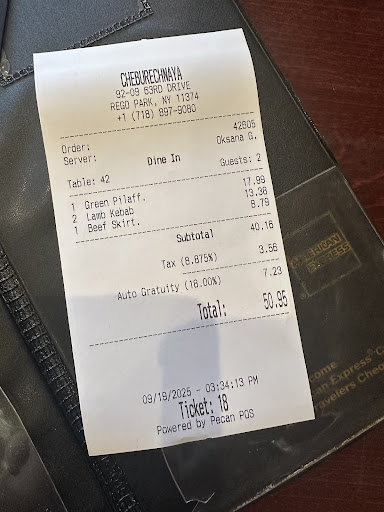 CHEBURECHNAYA
92-09 63RD DRIVE
REGO PARK, NY 11374
+1 (718) 897-9080
Order: 42605
Server: Oksana G.
Dine In
Table: 42 Guests: 2
1 Green Pilaff. 17.99
2 Lamb Kebab 13.38
1 Beef Skirt. 8.79
Subtotal 40.16
Tax (8.875%) 3.56
Auto Gratuity (18.00%) 7.23
Total: 50.95
09/19/2025 - 03:34:13 PM
Ticket: 18
Powered by Pecan POS
AMERICAN
EXPRESS